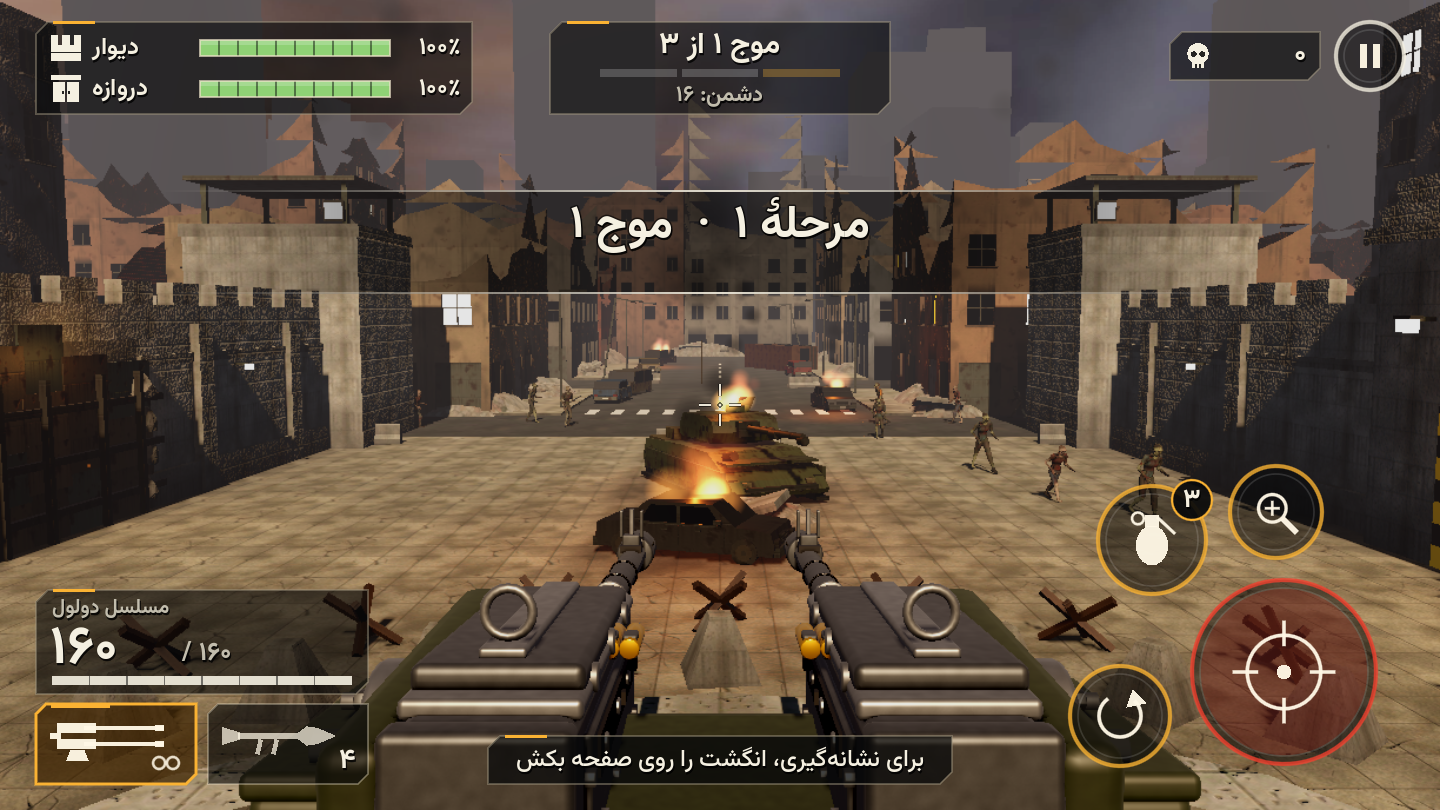 دیوار ۱۰۰٪
دروازه ۱۰۰٪
موج ۱ از ۳
دشمن: ۱۶
۰
مرحلهٔ ۱ · موج ۱
۳
مسلسل دولول
۱۶۰ / ۱۶۰
∞
۴
برای نشانه‌گیری، انگشت را روی صفحه بکش